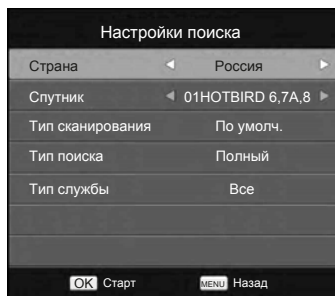 Настройки поиска
Страна Россия
Спутник 01HOTBIRD 6,7A,8
Тип сканирования По умолч.
Тип поиска Полный
Тип службы Все
OK Старт MENU Назад